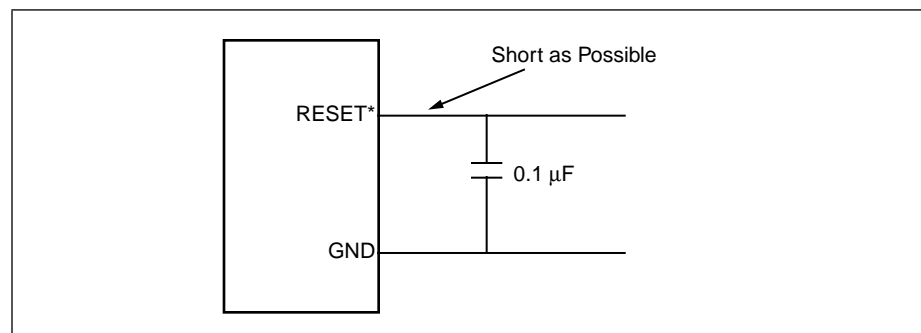 Short as Possible
RESET*
0.1 μF
GND